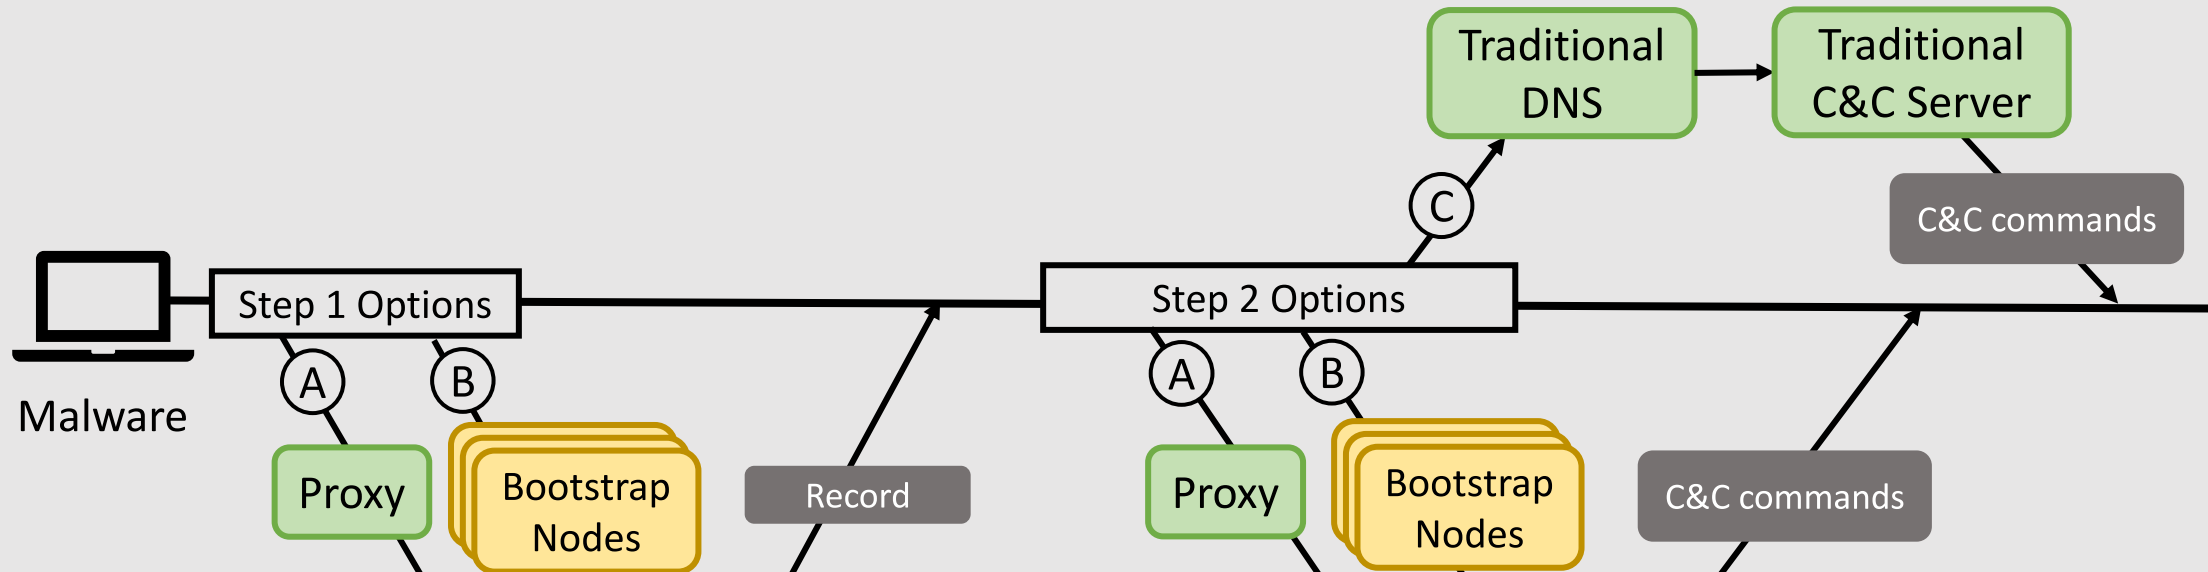 Traditional
DNS
Traditional
C&C Server
C
C&C commands
Step 1 Options
Step 2 Options
A
B
A
B
Malware
Proxy
Bootstrap
Nodes
Record
Proxy
Bootstrap
Nodes
C&C commands